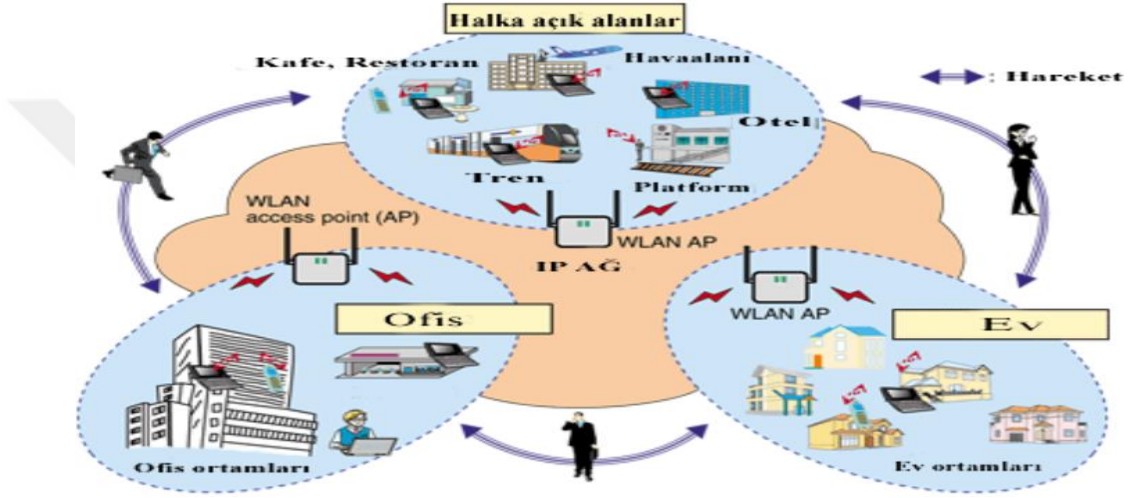 Halka açık alanlar
Kafe, Restoran
Havaalanı
: Hareket
Otel
Tren
Platform
WLAN
access point (AP)
WLAN AP
IP AĞ
Ofis
WLAN AP
Ev
Ofis ortamları
Ev ortamları